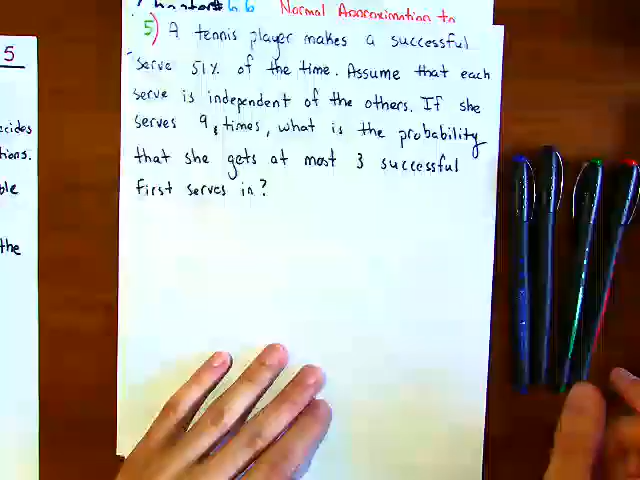 6.6 Normal Approximation to
5) A tennis player makes a successful
serve 51% of the time. Assume that each
serve is independent of the others. If she
serves 9 times, what is the probability
that she gets at most 3 successful
first serves in?
5
tions.
ble
the